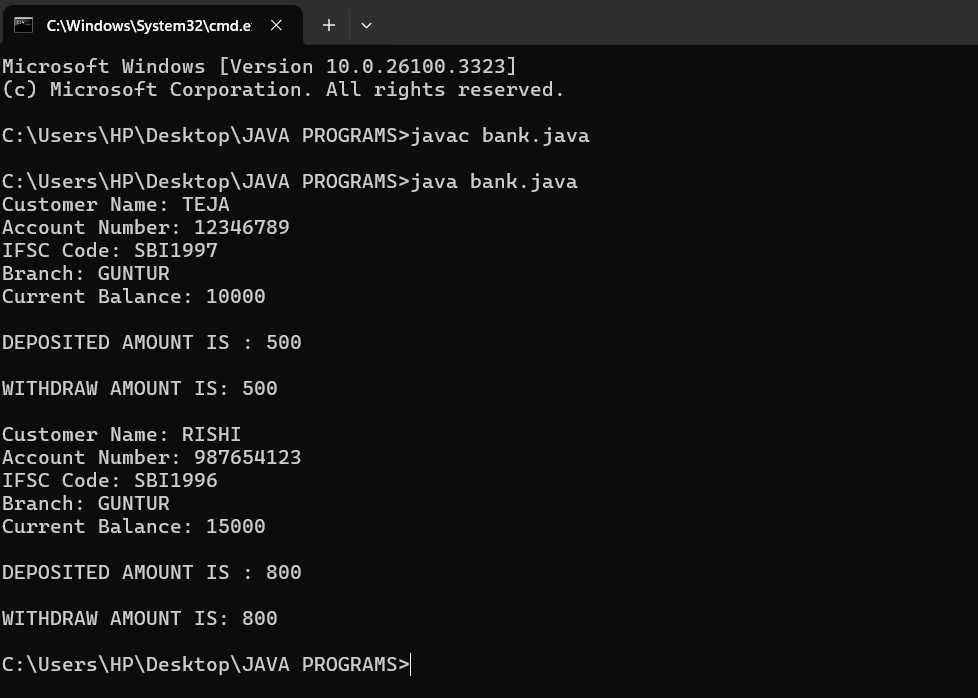 C:\Windows\System32\cmd.e
Microsoft Windows [Version 10.0.26100.3323]
(c) Microsoft Corporation. All rights reserved.
C:\Users\HP\Desktop\JAVA PROGRAMS>javac bank.java
C:\Users\HP\Desktop\JAVA PROGRAMS>java bank.java
Customer Name: TEJA
Account Number: 12346789
IFSC Code: SBI1997
Branch: GUNTUR
Current Balance: 10000
DEPOSITED AMOUNT IS : 500
WITHDRAW AMOUNT IS: 500
Customer Name: RISHI
Account Number: 987654123
IFSC Code: SBI1996
Branch: GUNTUR
Current Balance: 15000
DEPOSITED AMOUNT IS : 800
WITHDRAW AMOUNT IS: 800
C:\Users\HP\Desktop\JAVA PROGRAMS>